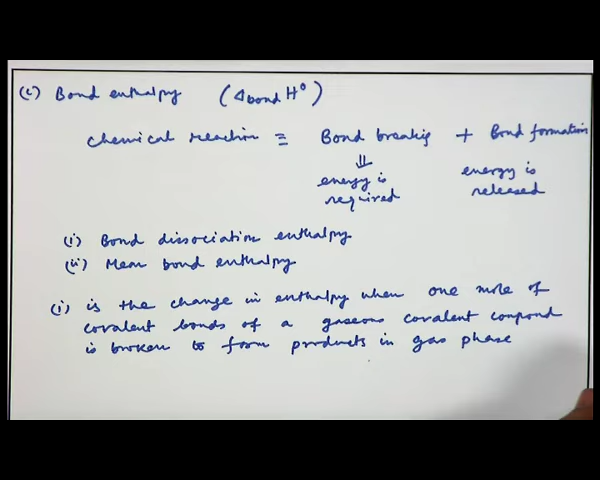 (c) Bond enthalpy (ΔbondH°)
chemical reaction = Bond breakig + Bond formation
⇓
energy is required
energy is released
(i) Bond dissociation enthalpy
(ii) Mean bond enthalpy
(i) is the change in enthalpy when one mole of
covalent bonds of a gaseous covalent compond
is broken to form products in gas phase